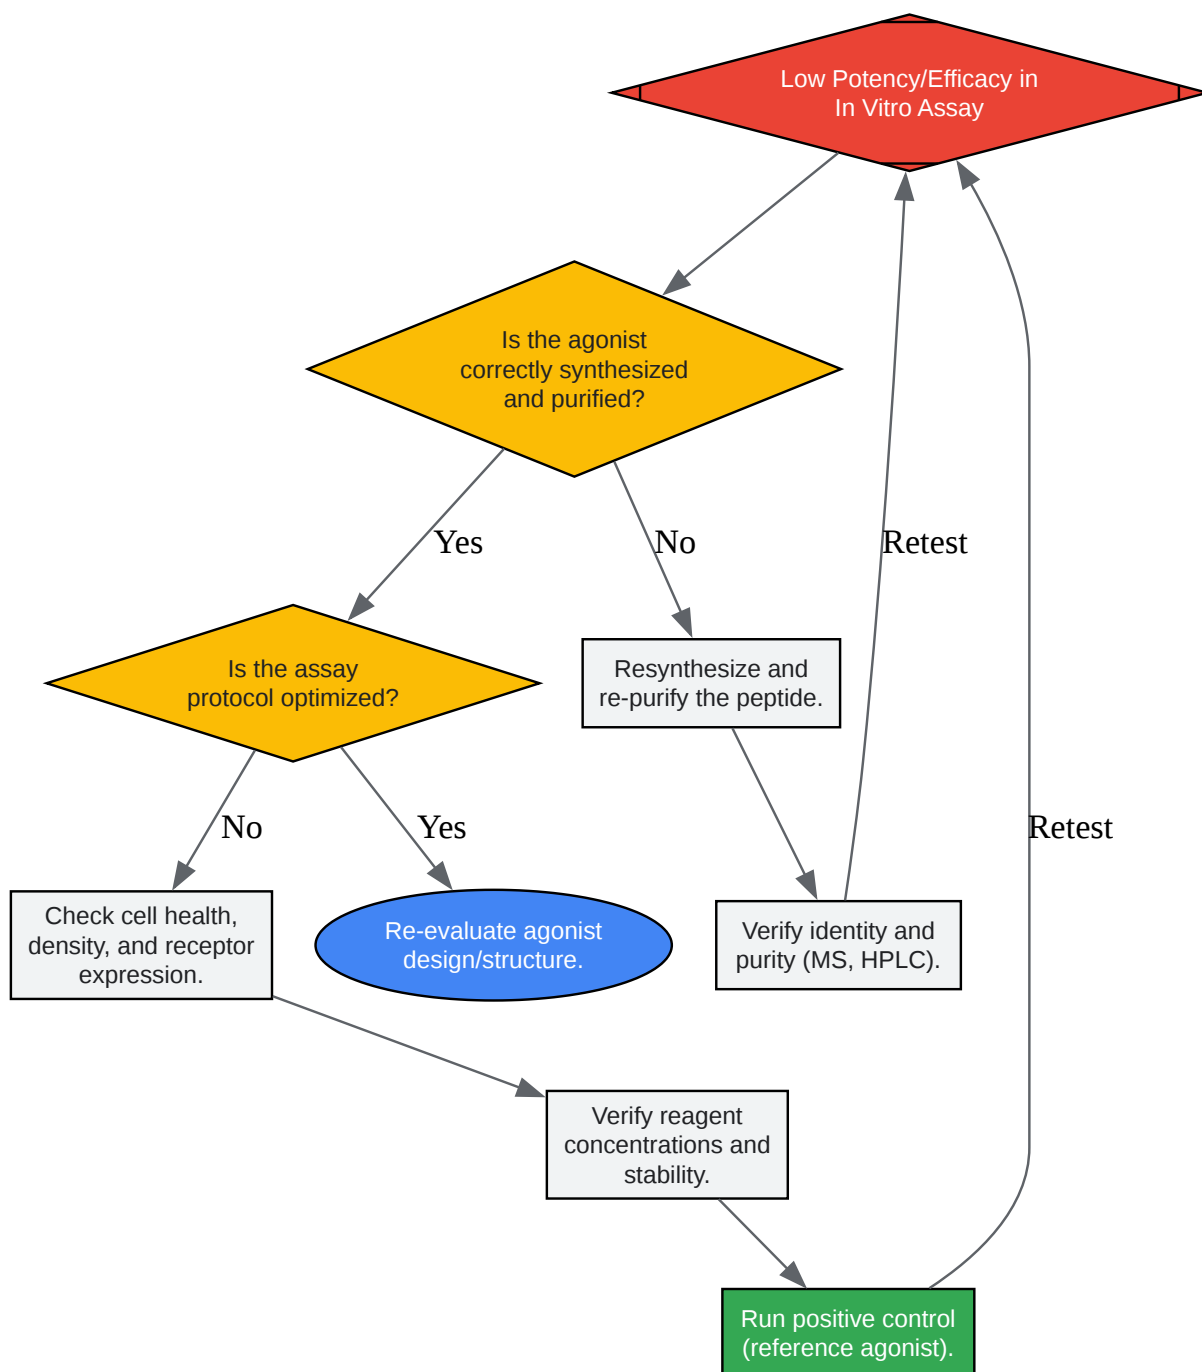 Low Potency/Efficacy in
In Vitro Assay
Is the agonist
correctly synthesized
and purified?
Yes
No
Retest
Is the assay
protocol optimized?
Resynthesize and
re-purify the peptide.
No
Yes
Retest
Check cell health,
density, and receptor
expression.
Re-evaluate agonist
design/structure.
Verify identity and
purity (MS, HPLC).
Verify reagent
concentrations and
stability.
Run positive control
(reference agonist).